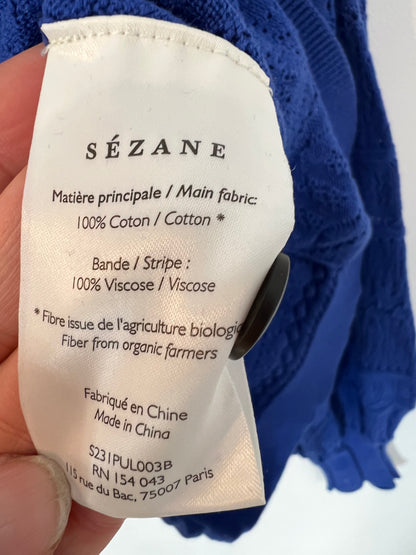 SÉZANE
Matière principale / Main fabric:
100% Coton / Cotton *
Bande / Stripe :
100% Viscose / Viscose
* Fibre issue de l'agriculture biologiq
Fiber from organic farmers
Fabriqué en Chine
Made in China
S231PUL003B
RN 154 043
115 rue du Bac, 75007 Paris